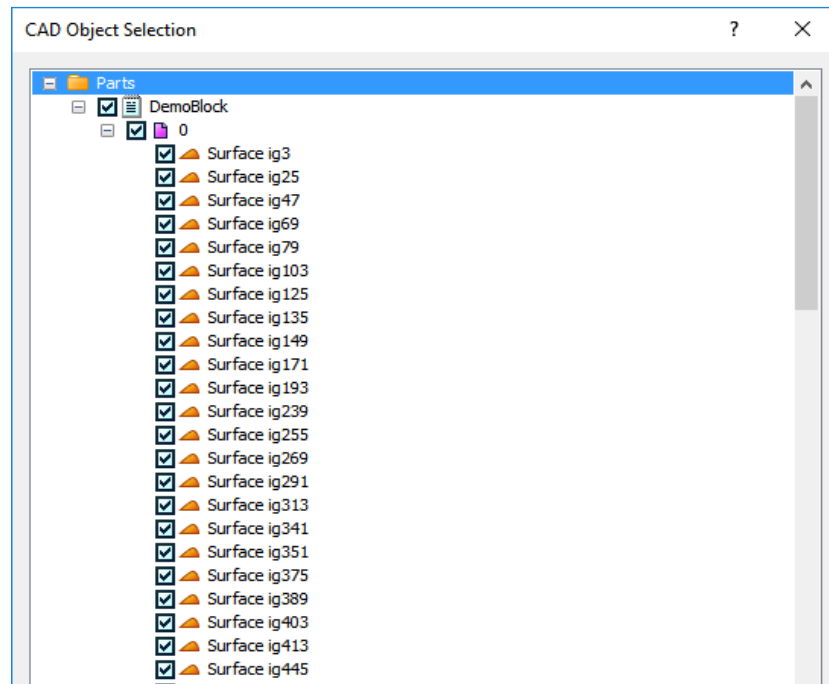 CAD Object Selection ?
Parts
DemoBlock
0
Surface ig3
Surface ig25
Surface ig47
Surface ig69
Surface ig79
Surface ig103
Surface ig125
Surface ig135
Surface ig149
Surface ig171
Surface ig193
Surface ig239
Surface ig255
Surface ig269
Surface ig291
Surface ig313
Surface ig341
Surface ig351
Surface ig375
Surface ig389
Surface ig403
Surface ig413
Surface ig445